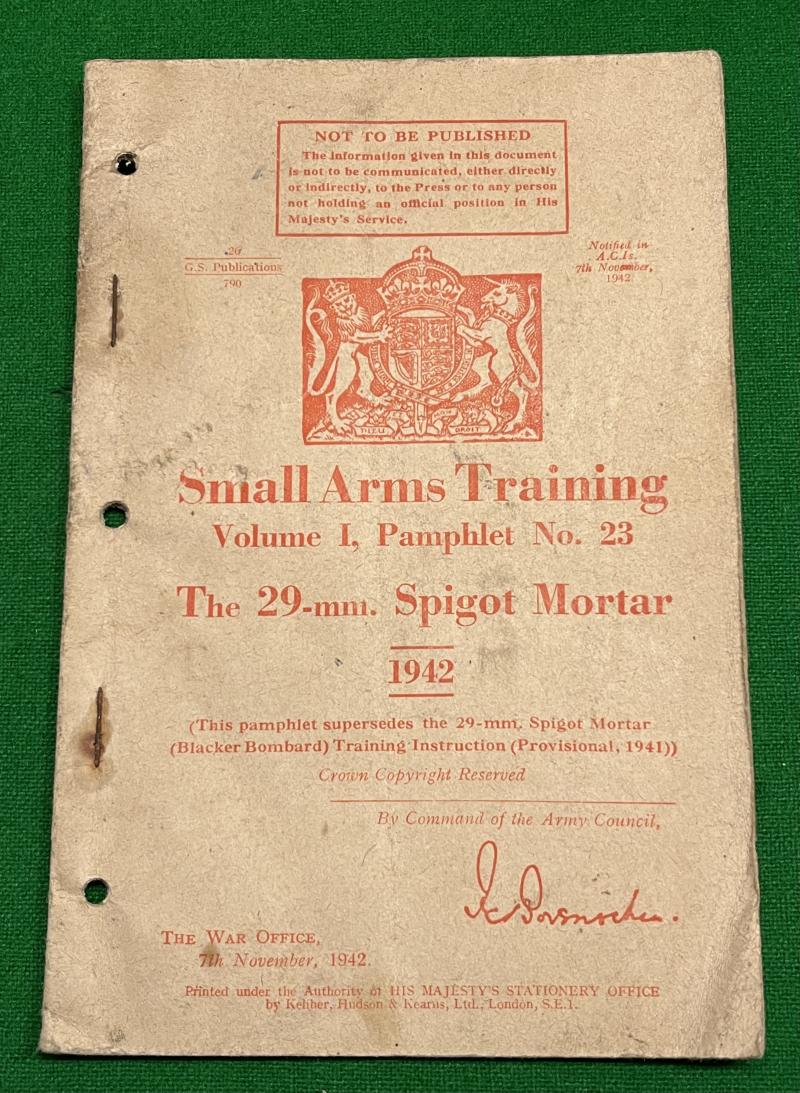 NOT TO BE PUBLISHED
The information given in this document
is not to be communicated, either directly
or indirectly, to the Press or to any person
not holding an official position in His
Majesty's Service.
26
G.S. Publications
790
Notified in
A.C.Is.
7th November,
1942
DIEU DROIT
Small Arms Training
Volume I, Pamphlet No. 23
The 29-mm. Spigot Mortar
1942
(This pamphlet supersedes the 29-mm. Spigot Mortar
(Blacker Bombard) Training Instruction (Provisional, 1941))
Crown Copyright Reserved
By Command of the Army Council,
THE WAR OFFICE,
7th November, 1942.
Printed under the Authority of HIS MAJESTY'S STATIONERY OFFICE
by Keliher, Hudson & Kearns, Ltd., London, S.E.1.